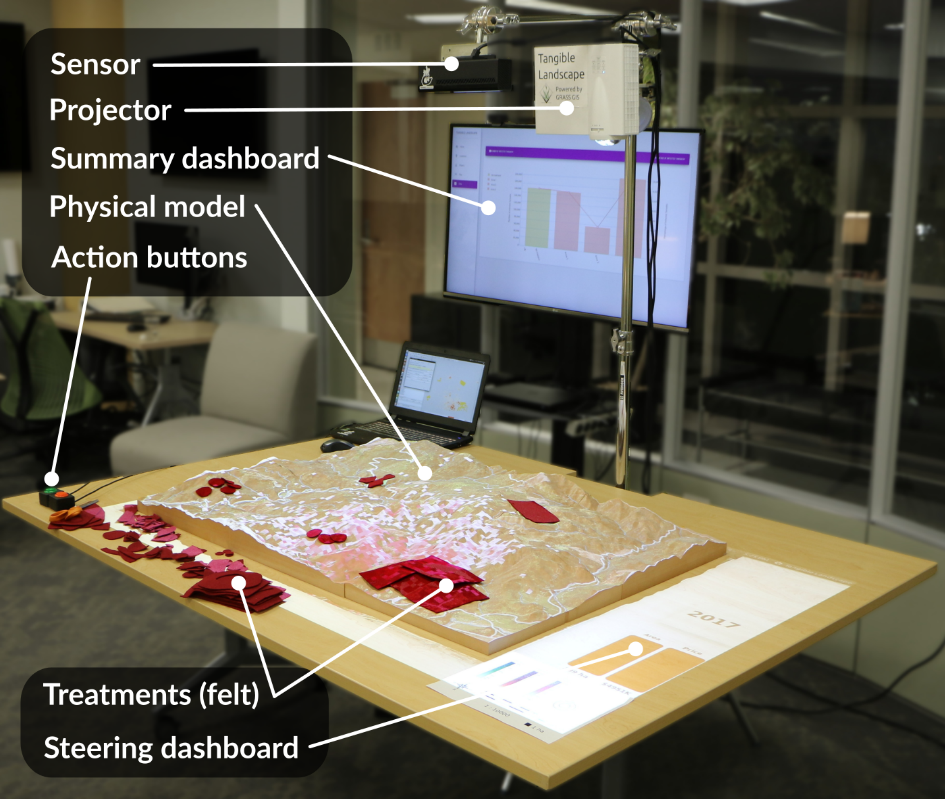 Sensor
Projector
Summary dashboard
Physical model
Action buttons
Tangible
Landscape
Powered by
GRASS GIS
2017
Treatments (felt)
Steering dashboard